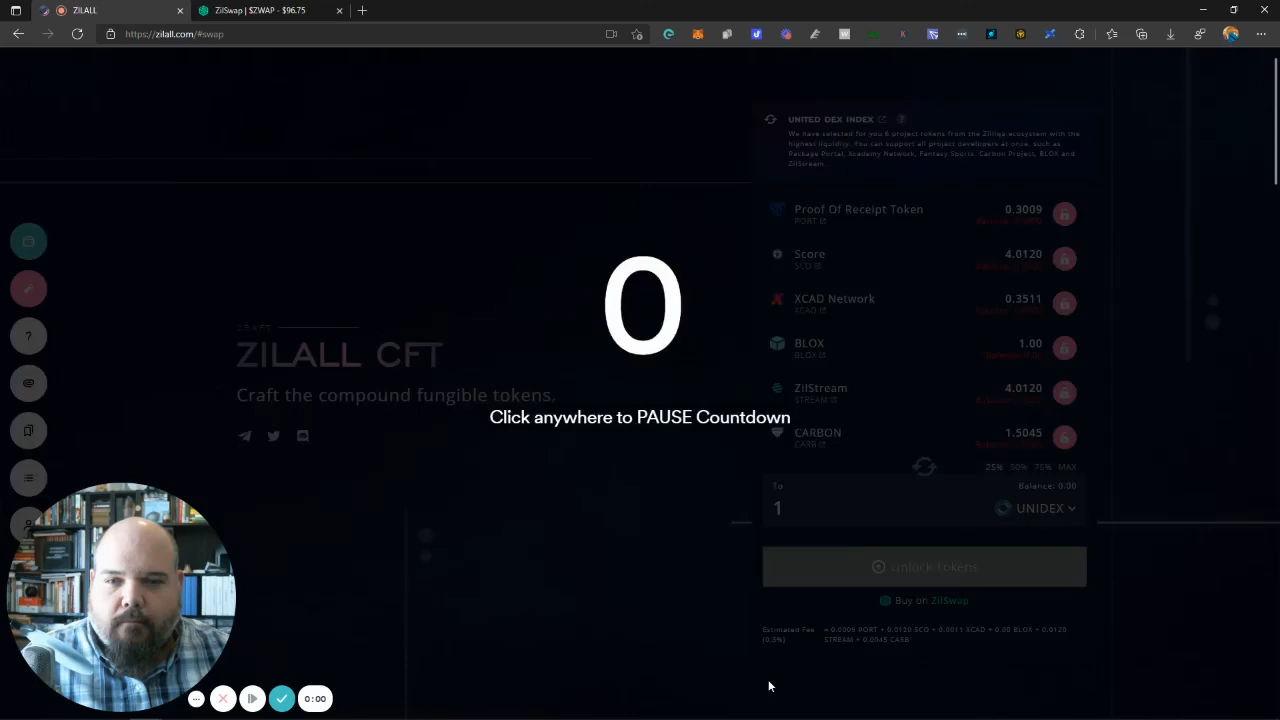 ZILALL
ZilSwap | $ZWAP - $96.75
https://zilall.com/#swap
UNITED DEX INDEX
We have selected for you 6 project tokens from the Zilliqa ecosystem with the
highest liquidity. You can support all project developers at once, such as
Package Portal, Xcademy Network, Fantasy Sports, Carbon Project, BLOX and
ZilStream.
Proof Of Receipt Token
0.3009
PORT
Score
4.0120
SCO
XCAD Network
0.3511
XCAD
BLOX
1.00
BLOX
ZilStream
4.0120
STREAM
CARBON
1.5045
CARB
25% 50% 75% MAX
To
Balance: 0.00
1
UNIDEX
Unlock tokens
Buy on ZilSwap
Estimated Fee
(0.3%)
= 0.0009 PORT + 0.0120 SCO + 0.0011 XCAD + 0.00 BLOX + 0.0120
STREAM + 0.0045 CARB
CRAFT
ZILALL CFT
Craft the compound fungible tokens.
0
Click anywhere to PAUSE Countdown
0:00